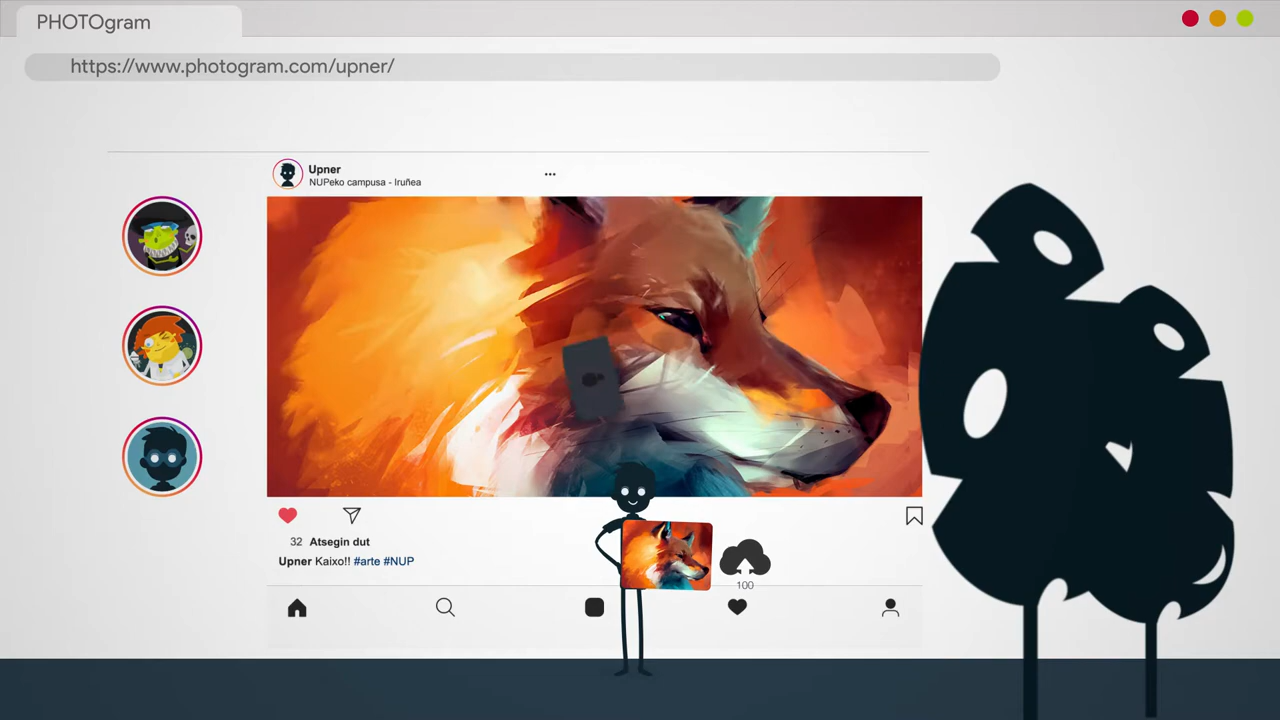 PHOTOgram
https://www.photogram.com/upner/
Upner
NUPeko campusa - Iruñea
32 Atsegin dut
Upner Kaixo!! #arte #NUP
100